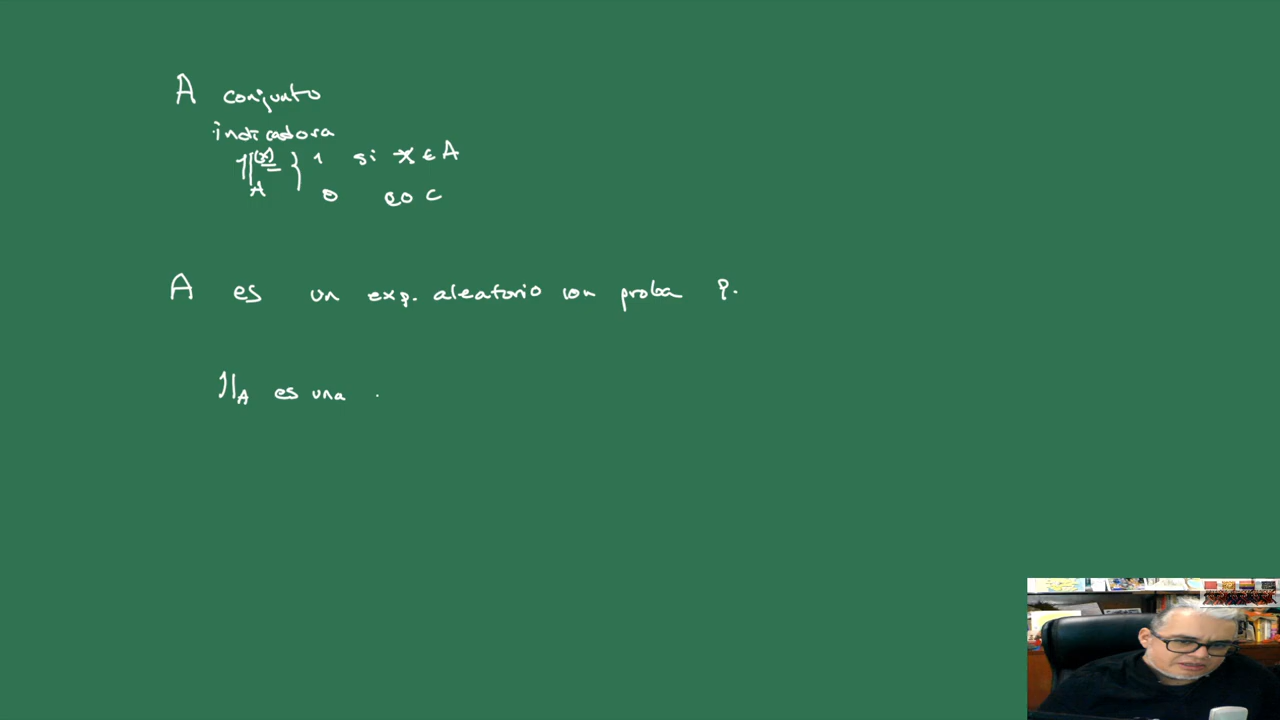 A conjunto
indicadora
𝟙_A(x) { 1 si x ∈ A
0 eoc
A es un exp. aleatorio con proba P.
𝟙_A es una